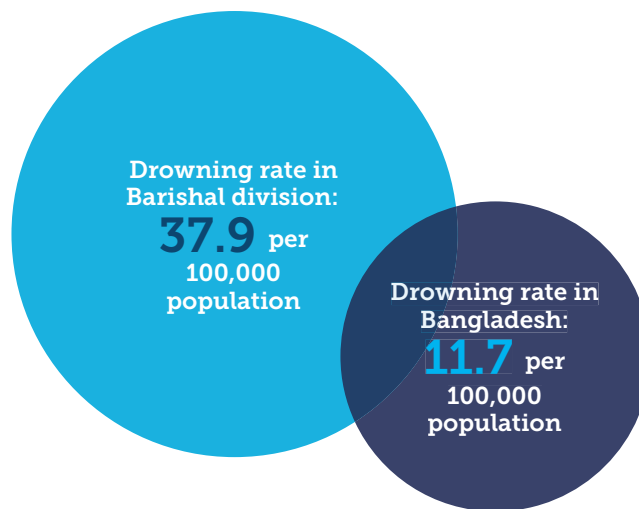 Drowning rate in
Barishal division:
37.9 per
100,000
population
Drowning rate in
Bangladesh:
11.7 per
100,000
population